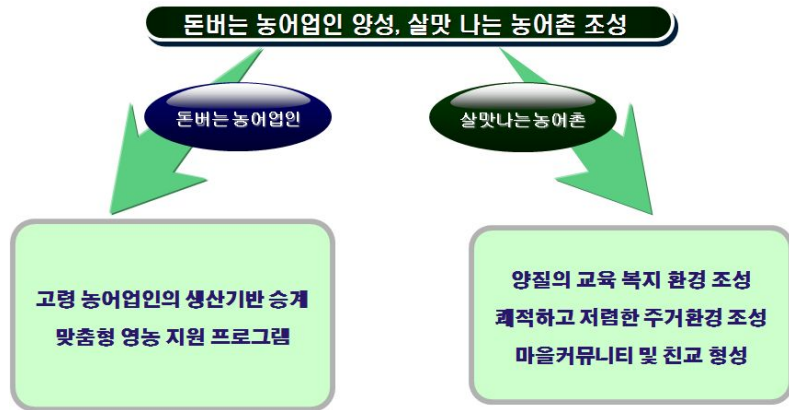 돈버는 농어업인 양성, 살맛 나는 농어촌 조성
돈버는 농어업인
살맛나는 농어촌
고령 농어업인의 생산기반 승계
맞춤형 영농 지원 프로그램
양질의 교육 복지 환경 조성
쾌적하고 저렴한 주거환경 조성
마을커뮤니티 및 친교 형성